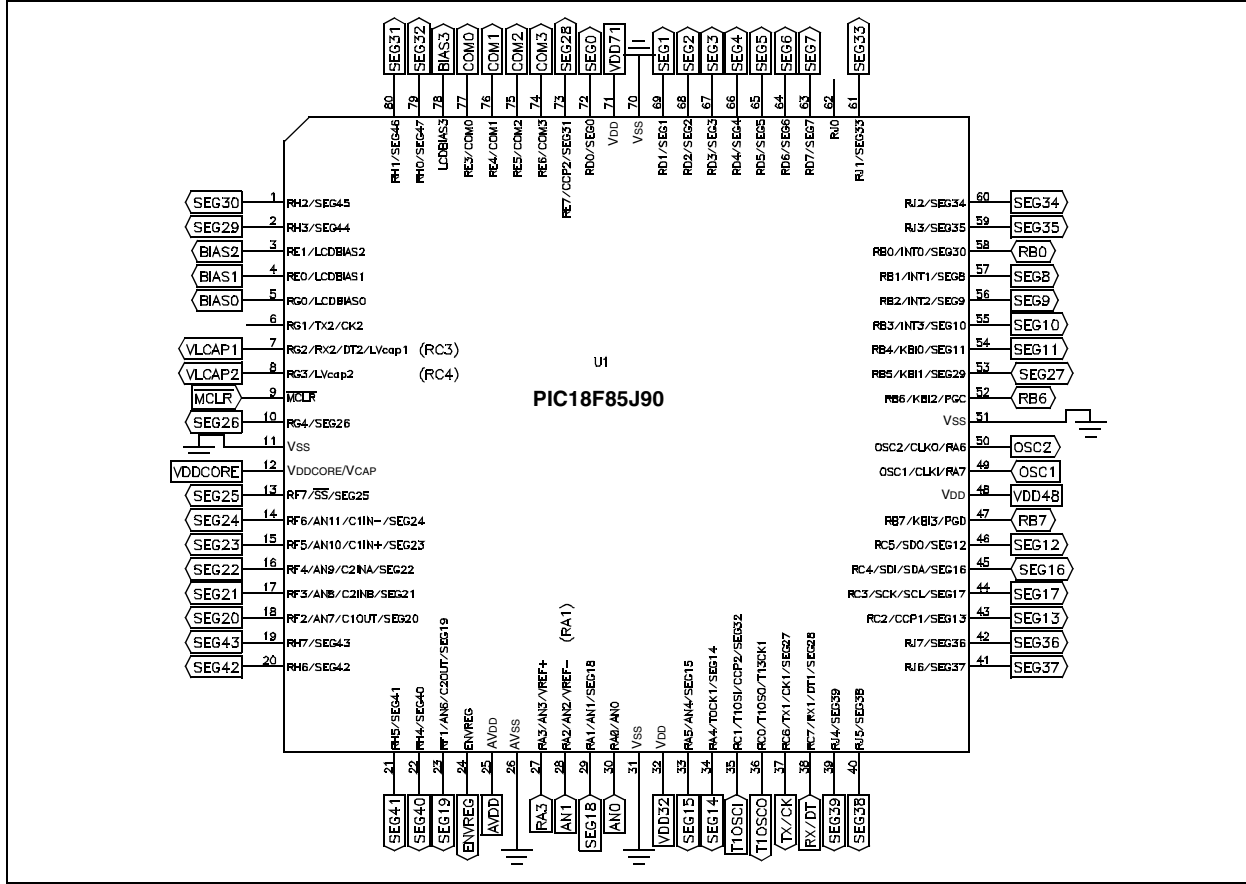 SEG31 SEG32 BIAS3 COM0 COM1 COM2 COM3 SEG28 SEG0 VDD71 SEG1 SEG2 SEG3 SEG4 SEG5 SEG6 SEG7 SEG33
80 79 78 77 76 75 74 73 72 71 70 69 68 67 66 65 64 63 62 61
RH1/SEG46 RH0/SEG47 LCDBIAS3 RE3/COM0 RE4/COM1 RE5/COM2 RE6/COM3 RE7/CCP2/SEG31 RD0/SEG0 VDD VSS RD1/SEG1 RD2/SEG2 RD3/SEG3 RD4/SEG4 RD5/SEG5 RD6/SEG6 RD7/SEG7 RJ0 RJ1/SEG33
SEG30 1 RH2/SEG45
SEG29 2 RH3/SEG44
BIAS2 3 RE1/LCDBIAS2
BIAS1 4 RE0/LCDBIAS1
BIAS0 5 RG0/LCDBIAS0
6 RG1/TX2/CK2
VLCAP1 7 RG2/RX2/DT2/LVcap1 (RC3)
VLCAP2 8 RG3/LVcap2 (RC4)
MCLR 9 MCLR
SEG26 10 RG4/SEG26
11 VSS
VDDCORE 12 VDDCORE/VCAP
SEG25 13 RF7/SS/SEG25
SEG24 14 RF6/AN11/C1IN-/SEG24
SEG23 15 RF5/AN10/C1IN+/SEG23
SEG22 16 RF4/AN9/C2INA/SEG22
SEG21 17 RF3/AN8/C2INB/SEG21
SEG20 18 RF2/AN7/C1OUT/SEG20
SEG43 19 RH7/SEG43
SEG42 20 RH6/SEG42
U1
PIC18F85J90
RJ2/SEG34 60 SEG34
RJ3/SEG35 59 SEG35
RB0/INT0/SEG30 58 RB0
RB1/INT1/SEG8 57 SEG8
RB2/INT2/SEG9 56 SEG9
RB3/INT3/SEG10 55 SEG10
RB4/KBI0/SEG11 54 SEG11
RB5/KBI1/SEG29 53 SEG27
RB6/KBI2/PGC 52 RB6
VSS 51
OSC2/CLKO/RA6 50 OSC2
OSC1/CLKI/RA7 49 OSC1
VDD 48 VDD48
RB7/KBI3/PGD 47 RB7
RC5/SDO/SEG12 46 SEG12
RC4/SDI/SDA/SEG16 45 SEG16
RC3/SCK/SCL/SEG17 44 SEG17
RC2/CCP1/SEG13 43 SEG13
RJ7/SEG36 42 SEG36
RJ6/SEG37 41 SEG37
(RA1)
RH5/SEG41 RH4/SEG40 RF1/AN6/C2OUT/SEG19 ENVREG AVDD AVSS RA3/AN3/VREF+ RA2/AN2/VREF- RA1/AN1/SEG18 RA0/AN0 VSS VDD RA5/AN4/SEG15 RA4/T0CK1/SEG14 RC1/T1OSI/CCP2/SEG32 RC0/T1OSO/T13CK1 RC6/TX1/CK1/SEG27 RC7/RX1/DT1/SEG28 RJ4/SEG39 RJ5/SEG38
21 22 23 24 25 26 27 28 29 30 31 32 33 34 35 36 37 38 39 40
SEG41 SEG40 SEG19 ENVREG AVDD RA3 AN1 SEG18 AN0 VDD32 SEG15 SEG14 T1OSCI T1OSCO TX/CK RX/DT SEG39 SEG38